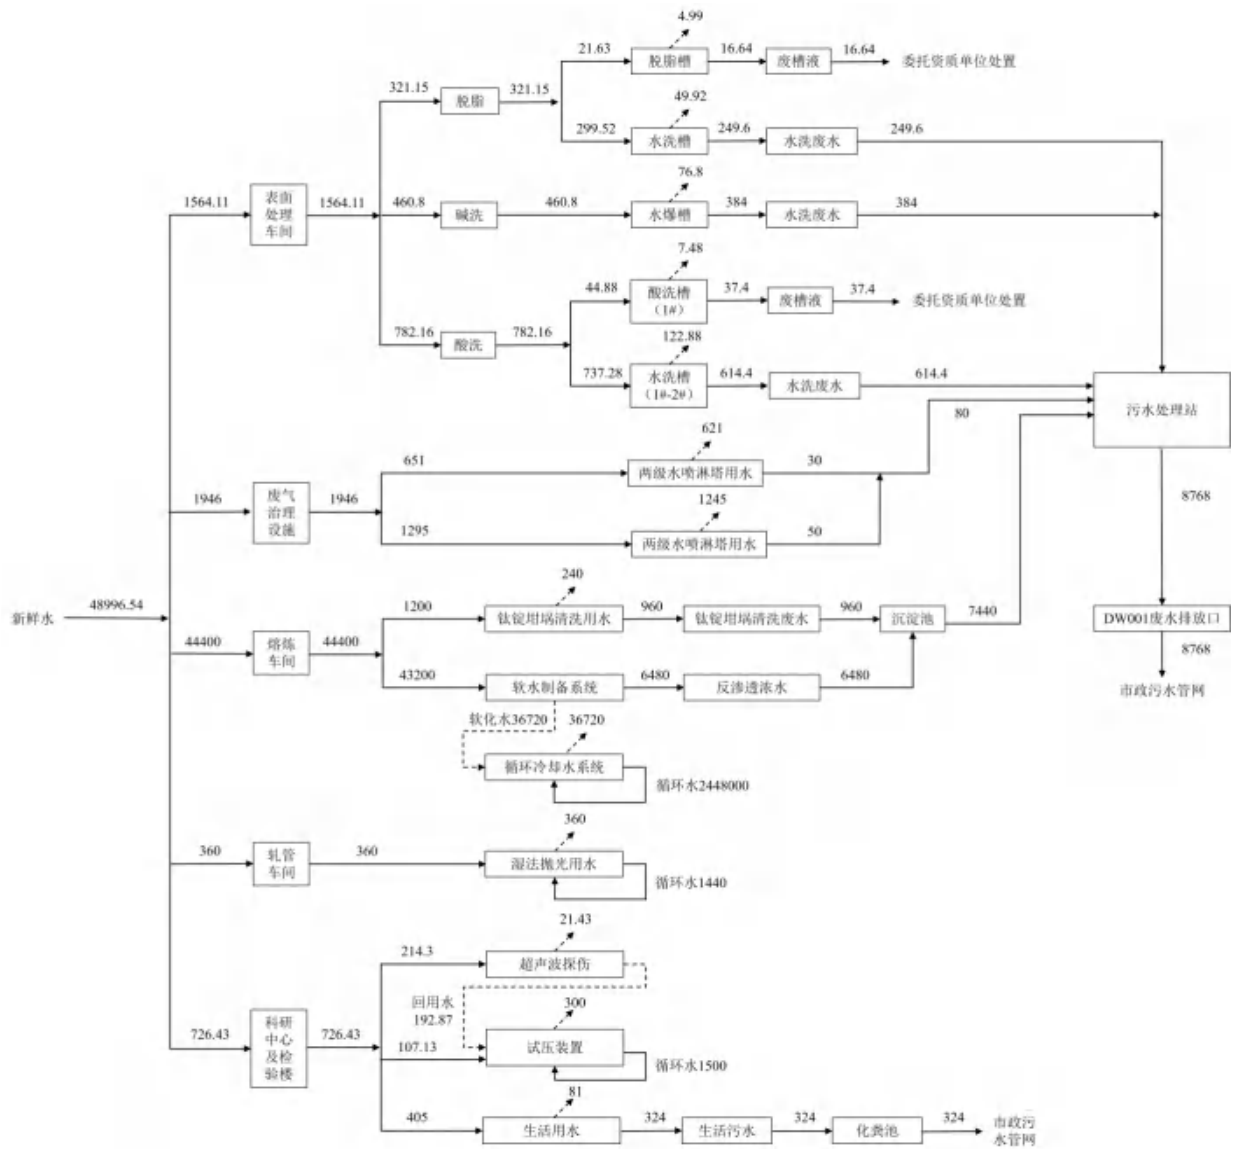 4.99
21.63
脱脂槽
16.64
废槽液
16.64
委托资质单位处置
321.15
脱脂
321.15
49.92
299.52
水洗槽
249.6
水洗废水
249.6
1564.11
表面
处理
车间
1564.11
76.8
460.8
碱洗
460.8
水爆槽
384
水洗废水
384
7.48
44.88
酸洗槽
（1#）
37.4
废槽液
37.4
委托资质单位处置
782.16
酸洗
782.16
122.88
737.28
水洗槽
（1#-2#）
614.4
水洗废水
614.4
污水处理站
80
621
651
两级水喷淋塔用水
30
1946
废气
治理
设施
1946
1245
1295
两级水喷淋塔用水
50
8768
新鲜水
48996.54
240
1200
钛锭坩埚清洗用水
960
钛锭坩埚清洗废水
960
沉淀池
7440
DW001废水排放口
8768
市政污水管网
44400
熔炼
车间
44400
43200
软水制备系统
6480
反渗透浓水
6480
软化水36720
36720
循环冷却水系统
循环水2448000
360
360
轧管
车间
360
湿法抛光用水
循环水1440
21.43
214.3
超声波探伤
回用水
192.87
300
726.43
科研
中心
及检
验楼
726.43
107.13
试压装置
循环水1500
81
405
生活用水
324
生活污水
324
化粪池
324
市政污
水管网